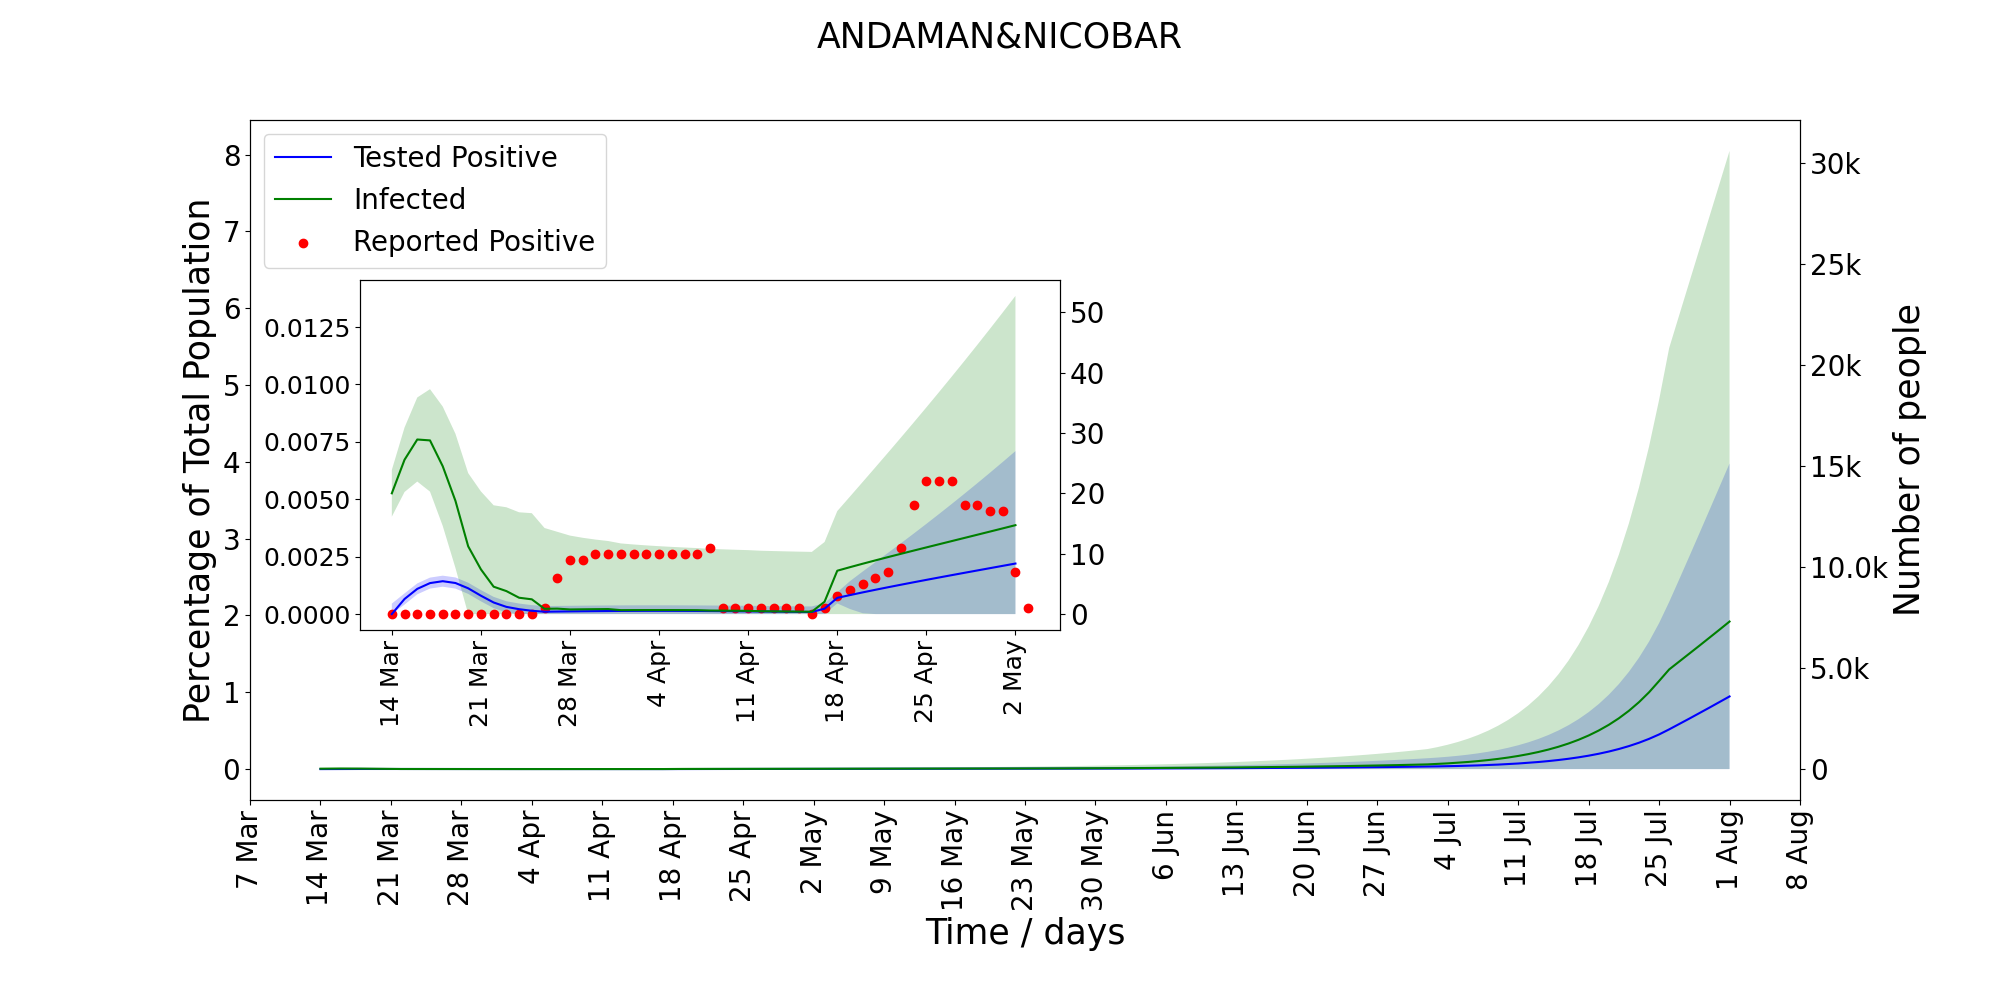 ANDAMAN&NICOBAR
Tested Positive
Infected
Reported Positive
Percentage of Total Population
8
7
6
5
4
3
2
1
0
30k
25k
20k
15k
10.0k
5.0k
0
Number of people
0.0125
0.0100
0.0075
0.0050
0.0025
0.0000
50
40
30
20
10
0
14 Mar
21 Mar
28 Mar
4 Apr
11 Apr
18 Apr
25 Apr
2 May
7 Mar
14 Mar
21 Mar
28 Mar
4 Apr
11 Apr
18 Apr
25 Apr
2 May
9 May
16 May
23 May
30 May
6 Jun
13 Jun
20 Jun
27 Jun
4 Jul
11 Jul
18 Jul
25 Jul
1 Aug
8 Aug
Time / days